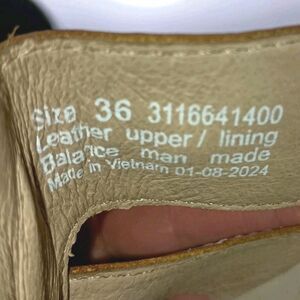 Size 36 3116641400
Leather upper / lining
Balance man made
Made in Vietnam 01-08-2024